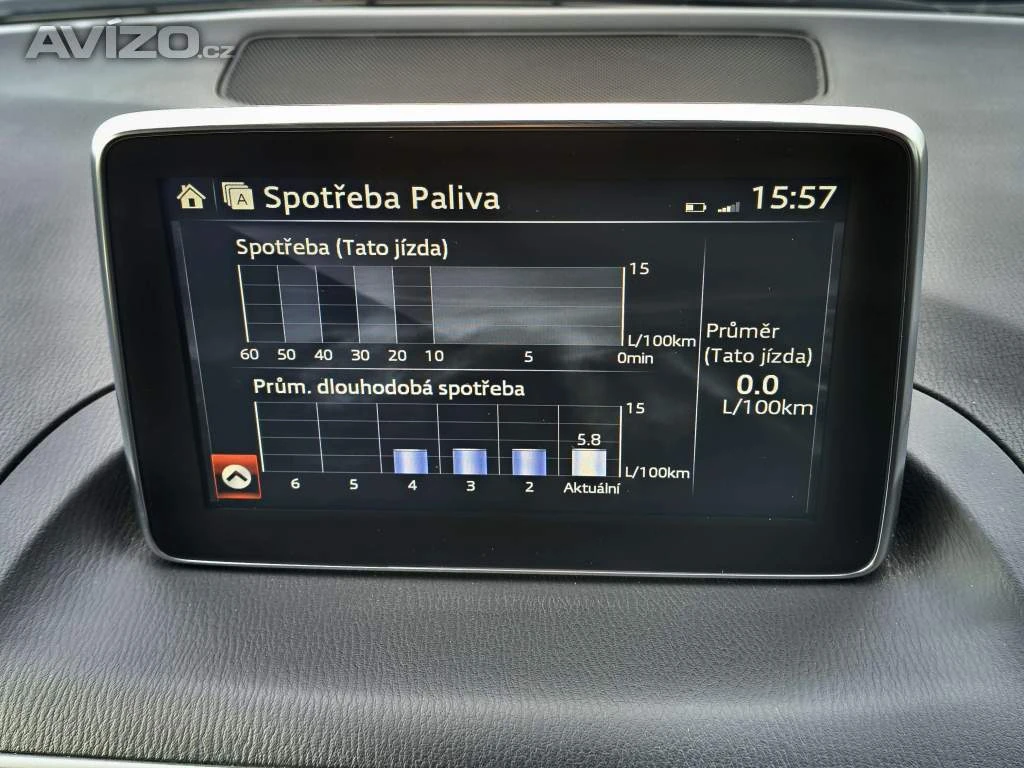 AVÍZO.cz
A Spotřeba Paliva 15:57
Spotřeba (Tato jízda)
15
L/100km
60 50 40 30 20 10 5 0min
Prům. dlouhodobá spotřeba
15
5.8
L/100km
6 5 4 3 2 Aktuální
Průměr
(Tato jízda)
0.0
L/100km